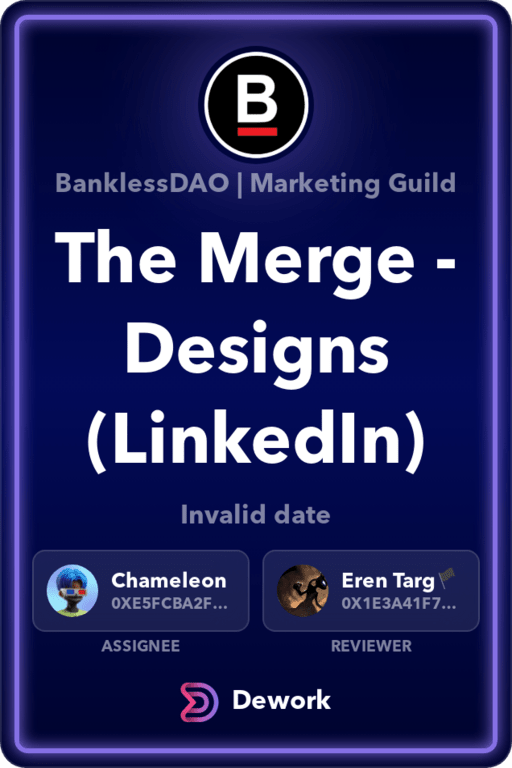 B
BanklessDAO | Marketing Guild
The Merge -
Designs
(LinkedIn)
Invalid date
Chameleon
0XE5FCBA2F...
ASSIGNEE
Eren Targ🏴
0X1E3A41F7...
REVIEWER
Dework